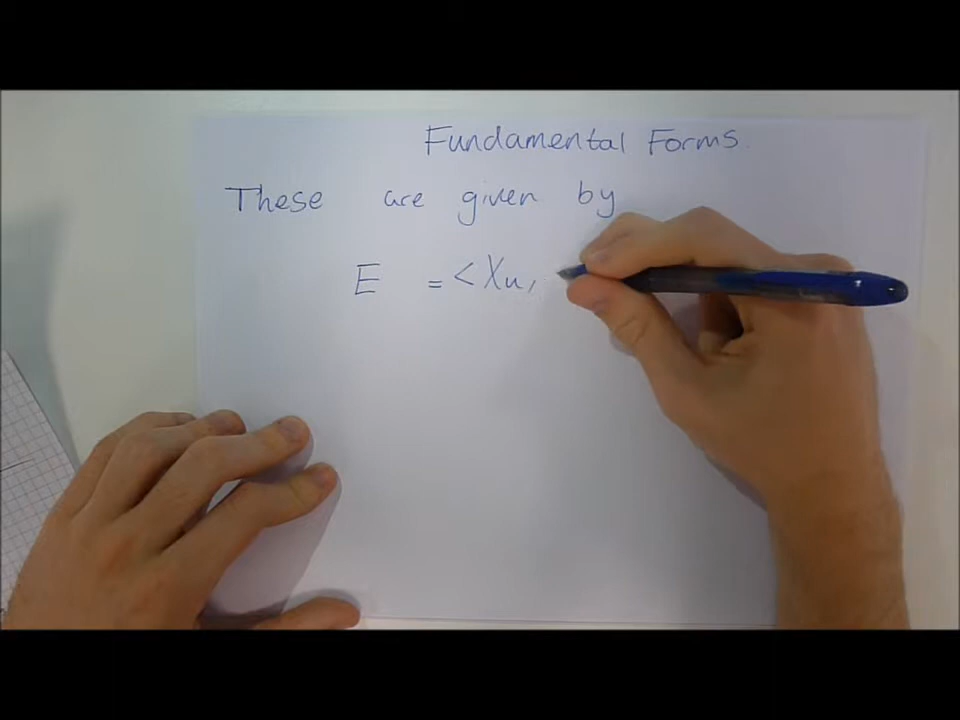 Fundamental Forms.
These are given by
E = < Xu,